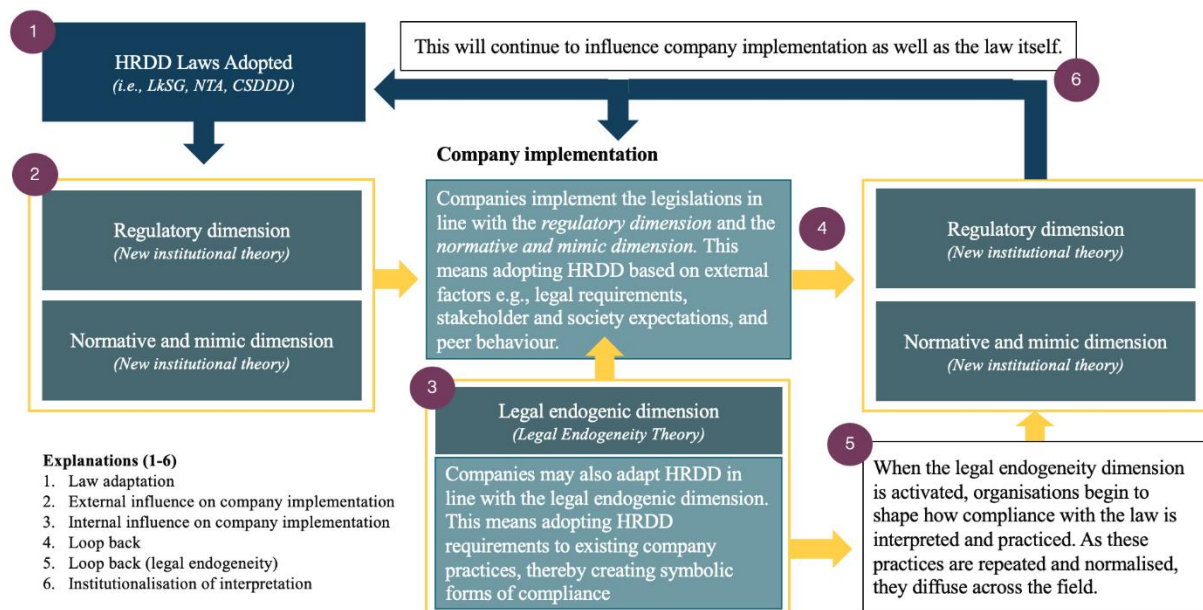 1
HRDD Laws Adopted
(i.e., LkSG, NTA, CSDDD)
This will continue to influence company implementation as well as the law itself.
6
2
Regulatory dimension
(New institutional theory)
Normative and mimic dimension
(New institutional theory)
Company implementation
Companies implement the legislations in
line with the regulatory dimension and the
normative and mimic dimension. This
means adopting HRDD based on external
factors e.g., legal requirements,
stakeholder and society expectations, and
peer behaviour.
4
Regulatory dimension
(New institutional theory)
Normative and mimic dimension
(New institutional theory)
3
Legal endogenic dimension
(Legal Endogeneity Theory)
Companies may also adapt HRDD in
line with the legal endogenic dimension.
This means adopting HRDD
requirements to existing company
practices, thereby creating symbolic
forms of compliance
5
When the legal endogeneity dimension
is activated, organisations begin to
shape how compliance with the law is
interpreted and practiced. As these
practices are repeated and normalised,
they diffuse across the field.
Explanations (1-6)
1. Law adaptation
2. External influence on company implementation
3. Internal influence on company implementation
4. Loop back
5. Loop back (legal endogeneity)
6. Institutionalisation of interpretation